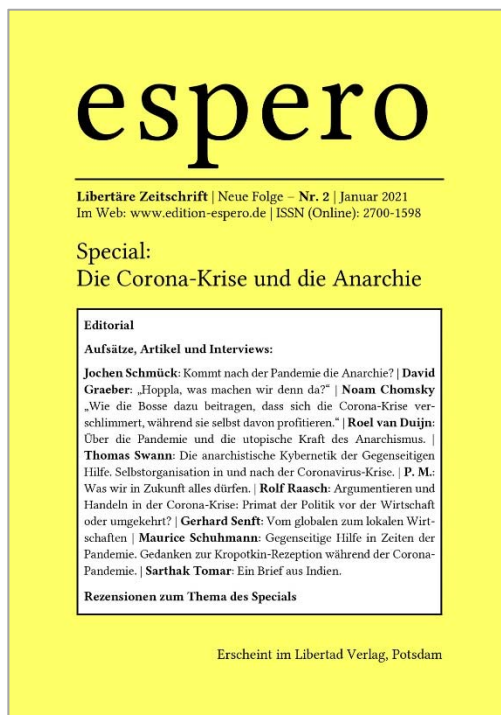 espero
Libertäre Zeitschrift | Neue Folge – Nr. 2 | Januar 2021
Im Web: www.edition-espero.de | ISSN (Online): 2700-1598
Special:
Die Corona-Krise und die Anarchie
Editorial
Aufsätze, Artikel und Interviews:
Jochen Schmück: Kommt nach der Pandemie die Anarchie? | David
Graeber: „Hoppla, was machen wir denn da?“ | Noam Chomsky
„Wie die Bosse dazu beitragen, dass sich die Corona-Krise ver-
schlimmert, während sie selbst davon profitieren.“ | Roel van Duijn:
Über die Pandemie und die utopische Kraft des Anarchismus. |
Thomas Swann: Die anarchistische Kybernetik der Gegenseitigen
Hilfe. Selbstorganisation in und nach der Coronavirus-Krise. | P. M.:
Was wir in Zukunft alles dürfen. | Rolf Raasch: Argumentieren und
Handeln in der Corona-Krise: Primat der Politik vor der Wirtschaft
oder umgekehrt? | Gerhard Senft: Vom globalen zum lokalen Wirt-
schaften | Maurice Schuhmann: Gegenseitige Hilfe in Zeiten der
Pandemie. Gedanken zur Kropotkin-Rezeption während der Corona-
Pandemie. | Sarthak Tomar: Ein Brief aus Indien.
Rezensionen zum Thema des Specials
Erscheint im Libertad Verlag, Potsdam